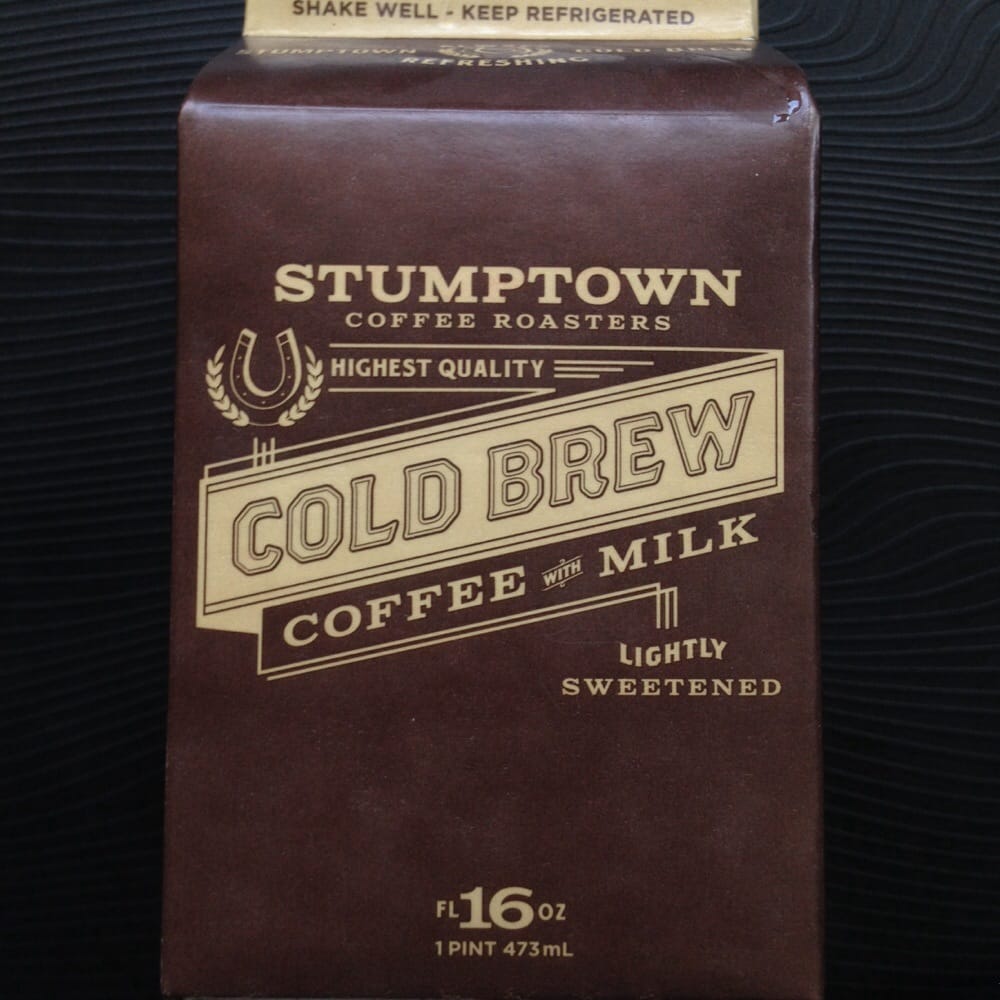 SHAKE WELL - KEEP REFRIGERATED
STUMPTOWN COLD BREW
REFRESHING
STUMPTOWN
COFFEE ROASTERS
HIGHEST QUALITY
COLD BREW
COFFEE WITH MILK
LIGHTLY
SWEETENED
FL 16 OZ
1 PINT 473mL